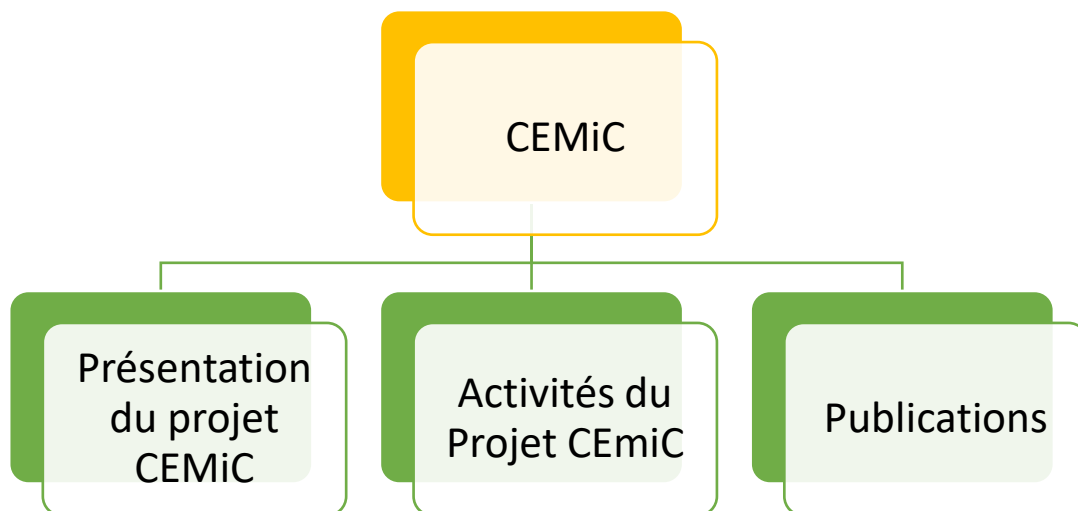 CEMiC
Présentation
du projet
CEMiC
Activités du
Projet CEmiC
Publications